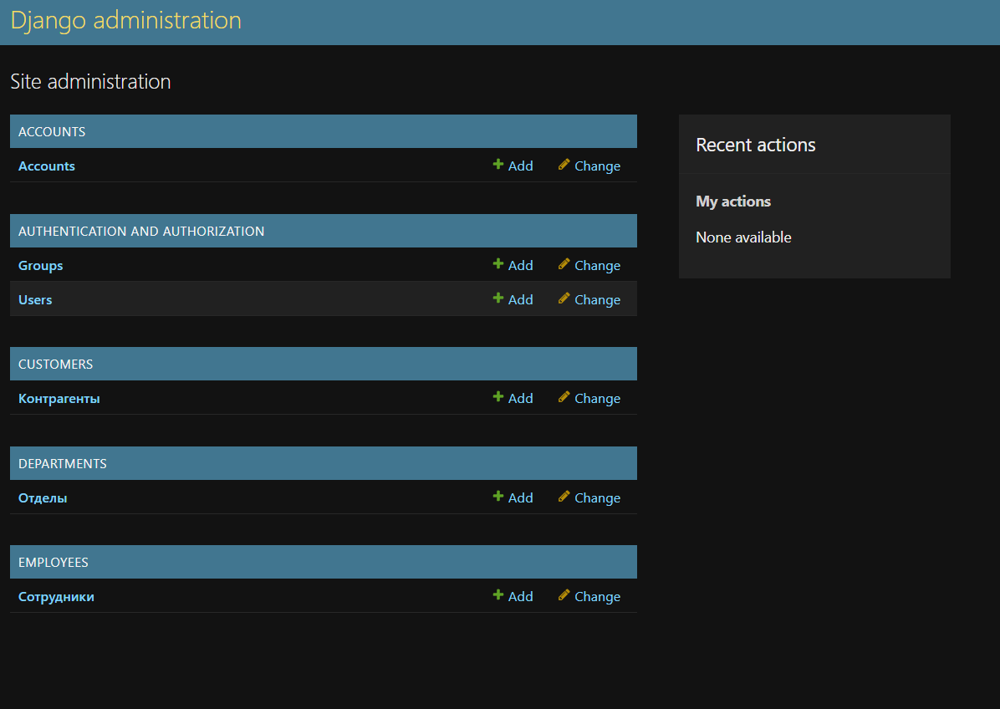 Django administration
Site administration
ACCOUNTS
Accounts Add Change
AUTHENTICATION AND AUTHORIZATION
Groups Add Change
Users Add Change
CUSTOMERS
Контрагенты Add Change
DEPARTMENTS
Отделы Add Change
EMPLOYEES
Сотрудники Add Change
Recent actions
My actions
None available